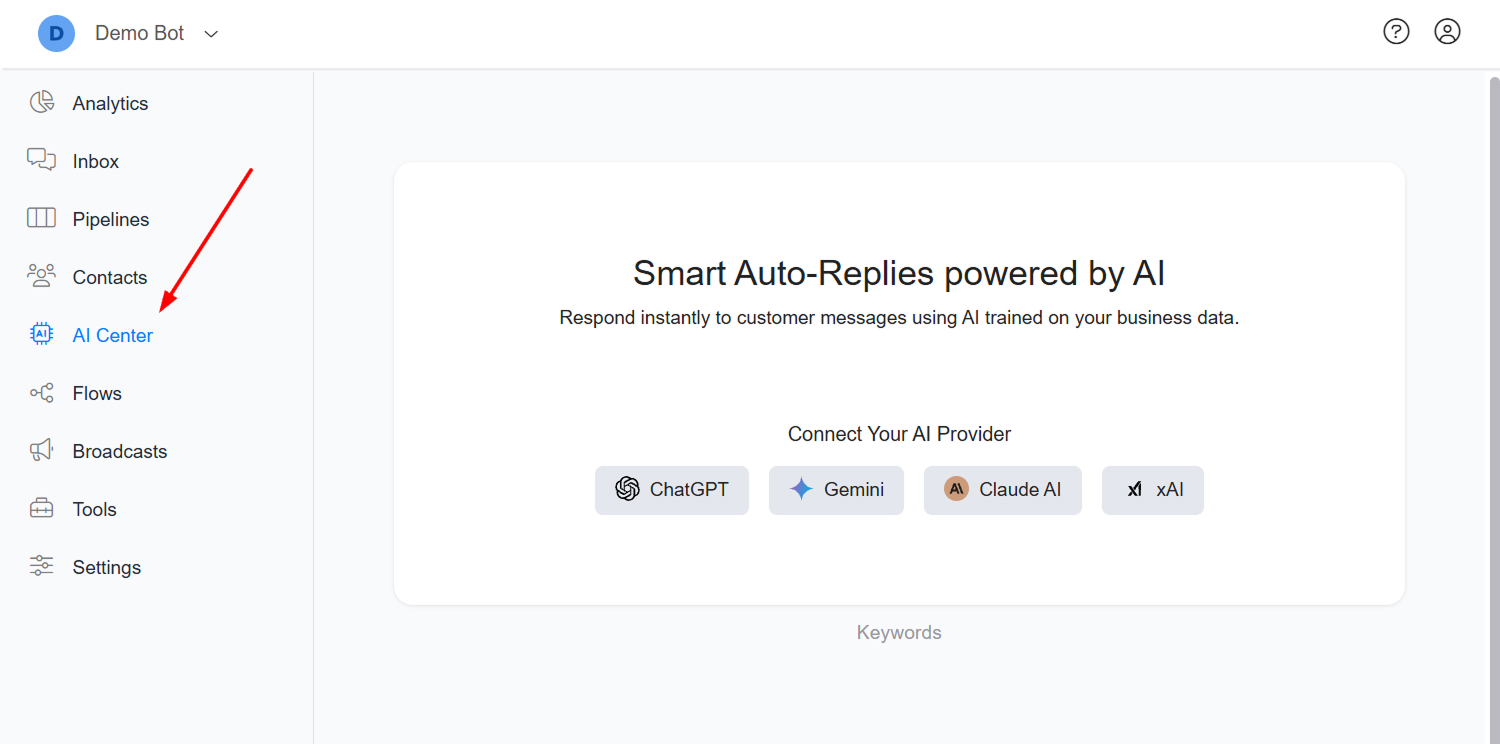 D Demo Bot ?
Analytics
Inbox
Pipelines
Contacts
AI AI Center
Flows
Broadcasts
Tools
Settings
Smart Auto-Replies powered by AI
Respond instantly to customer messages using AI trained on your business data.
Connect Your AI Provider
ChatGPT Gemini Claude AI xAI
Keywords